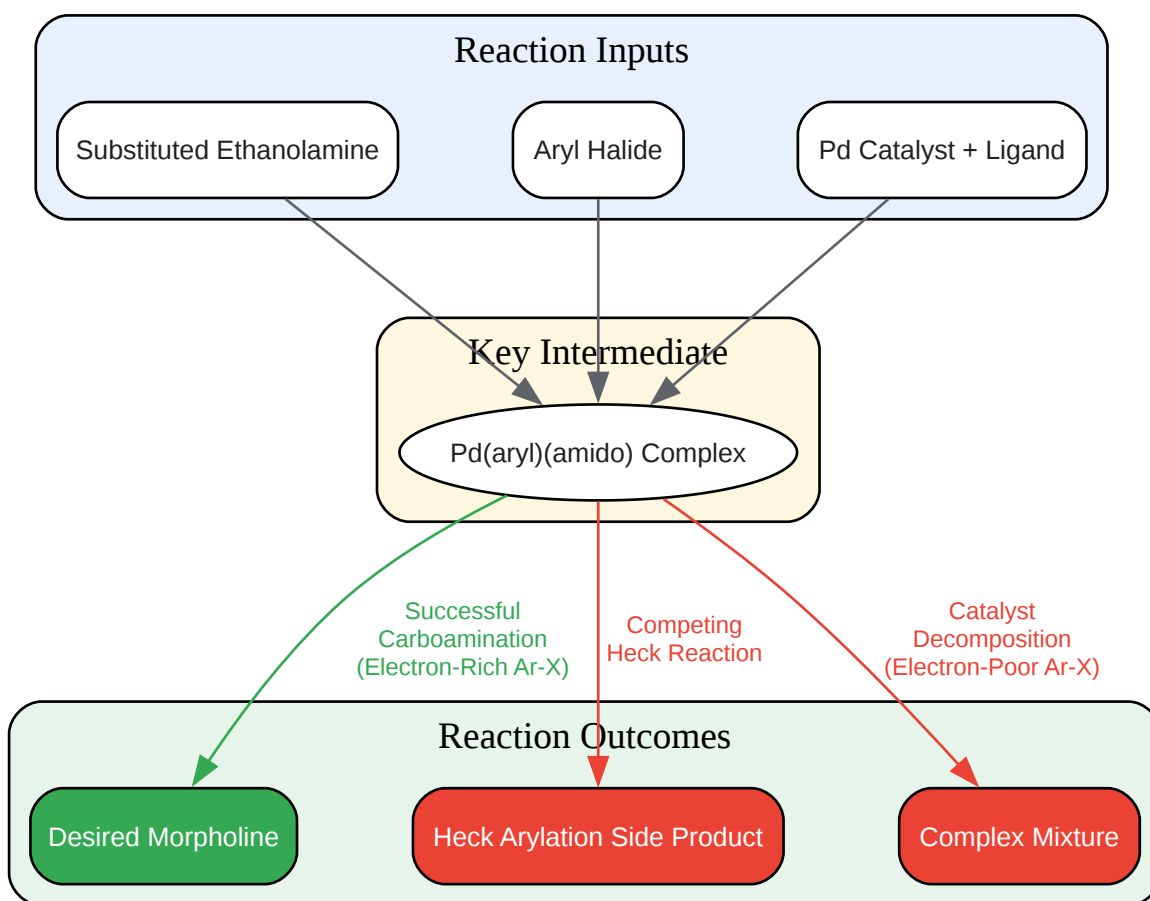 Reaction Inputs
Substituted Ethanolamine
Aryl Halide
Pd Catalyst + Ligand
Key Intermediate
Pd(aryl)(amido) Complex
Successful
Carboamination
(Electron-Rich Ar-X)
Competing
Heck Reaction
Catalyst
Decomposition
(Electron-Poor Ar-X)
Reaction Outcomes
Desired Morpholine
Heck Arylation Side Product
Complex Mixture